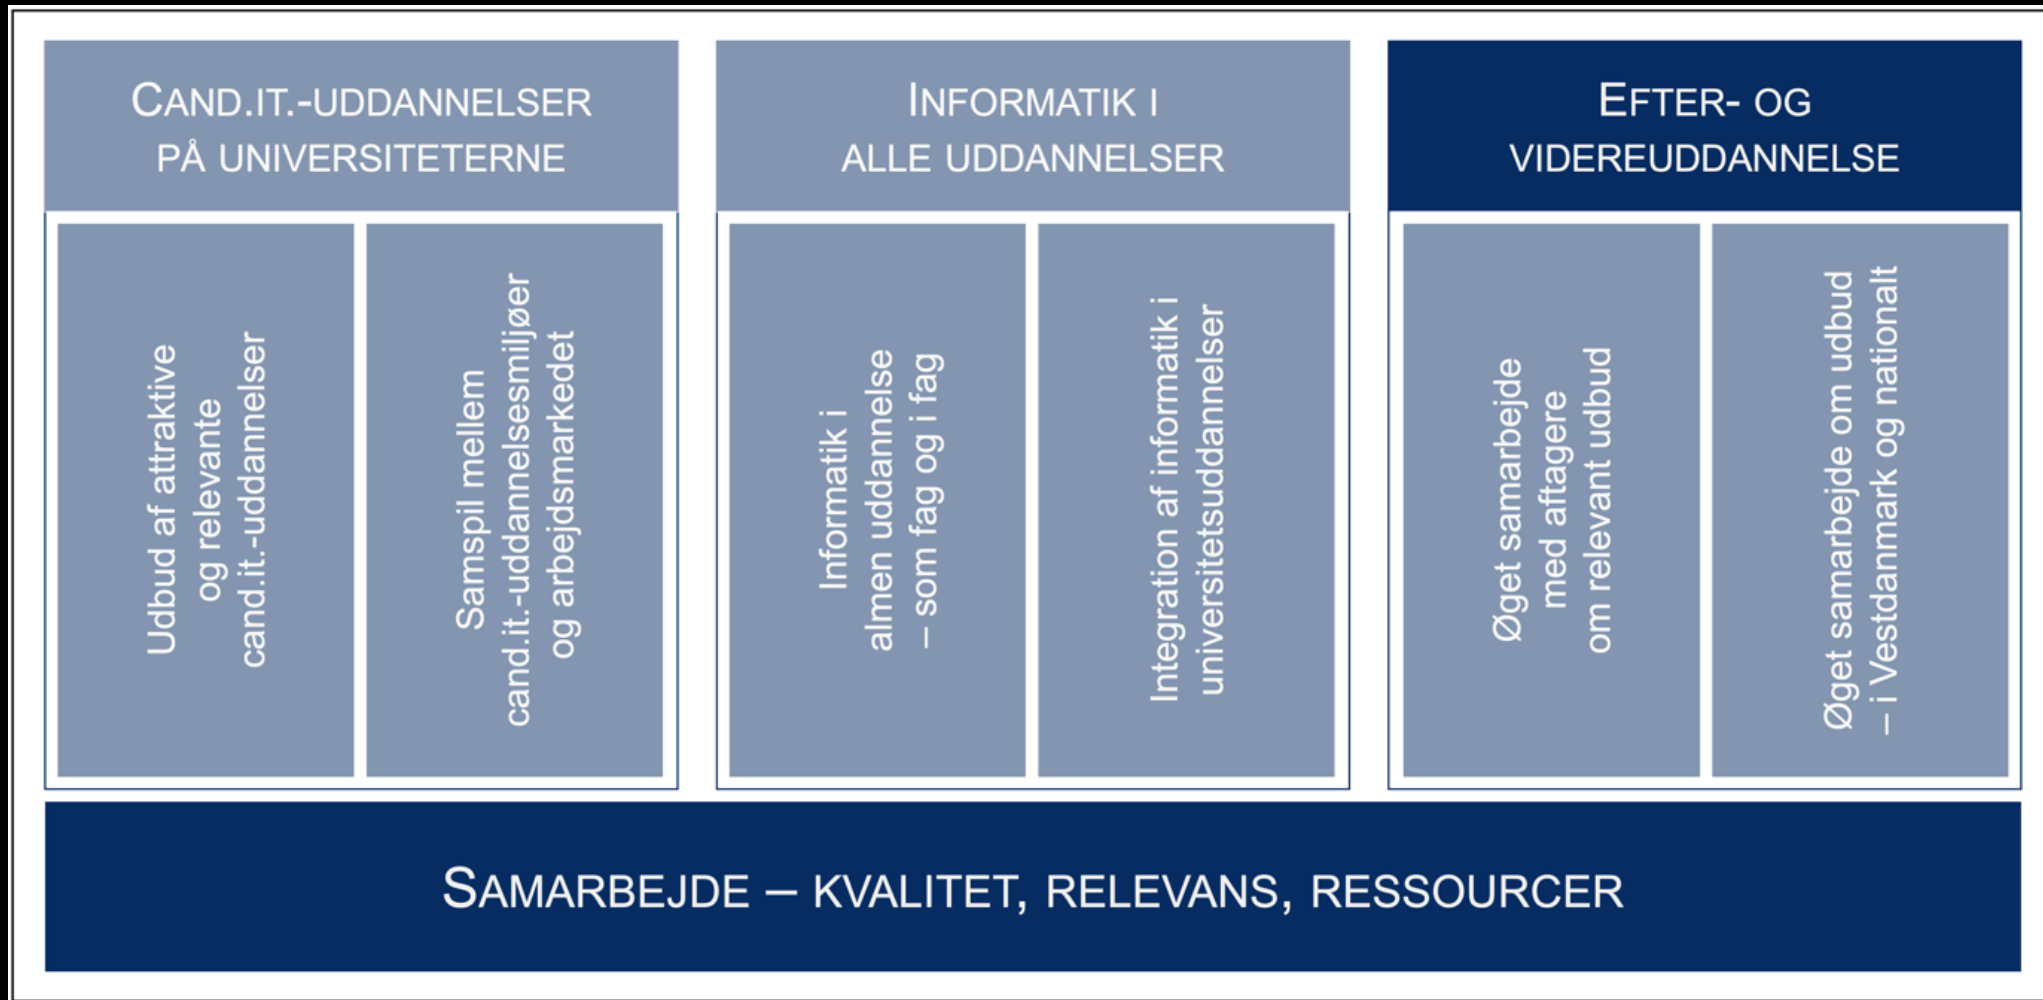 CAND.IT.-UDDANNELSER
PÅ UNIVERSITETERNE
Udbud af attraktive
og relevante
cand.it.-uddannelser
Samspil mellem
cand.it.-uddannelsesmiljøer
og arbejdsmarkedet
INFORMATIK I
ALLE UDDANNELSER
Informatik i
almen uddannelse
– som fag og i fag
Integration af informatik i
universitetsuddannelser
EFTER- OG
VIDEREUDDANNELSE
Øget samarbejde
med aftagere
om relevant udbud
Øget samarbejde om udbud
– i Vestdanmark og nationalt
SAMARBEJDE – KVALITET, RELEVANS, RESSOURCER